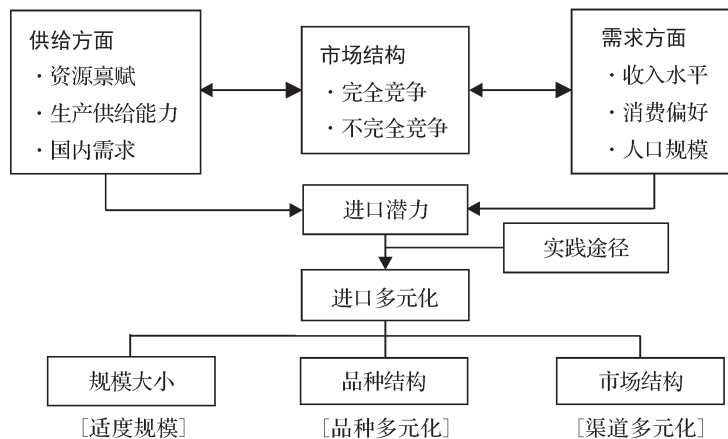 供给方面
· 资源禀赋
· 生产供给能力
· 国内需求
市场结构
· 完全竞争
· 不完全竞争
需求方面
· 收入水平
· 消费偏好
· 人口规模
进口潜力
实践途径
进口多元化
规模大小
品种结构
市场结构
[适度规模]
[品种多元化]
[渠道多元化]